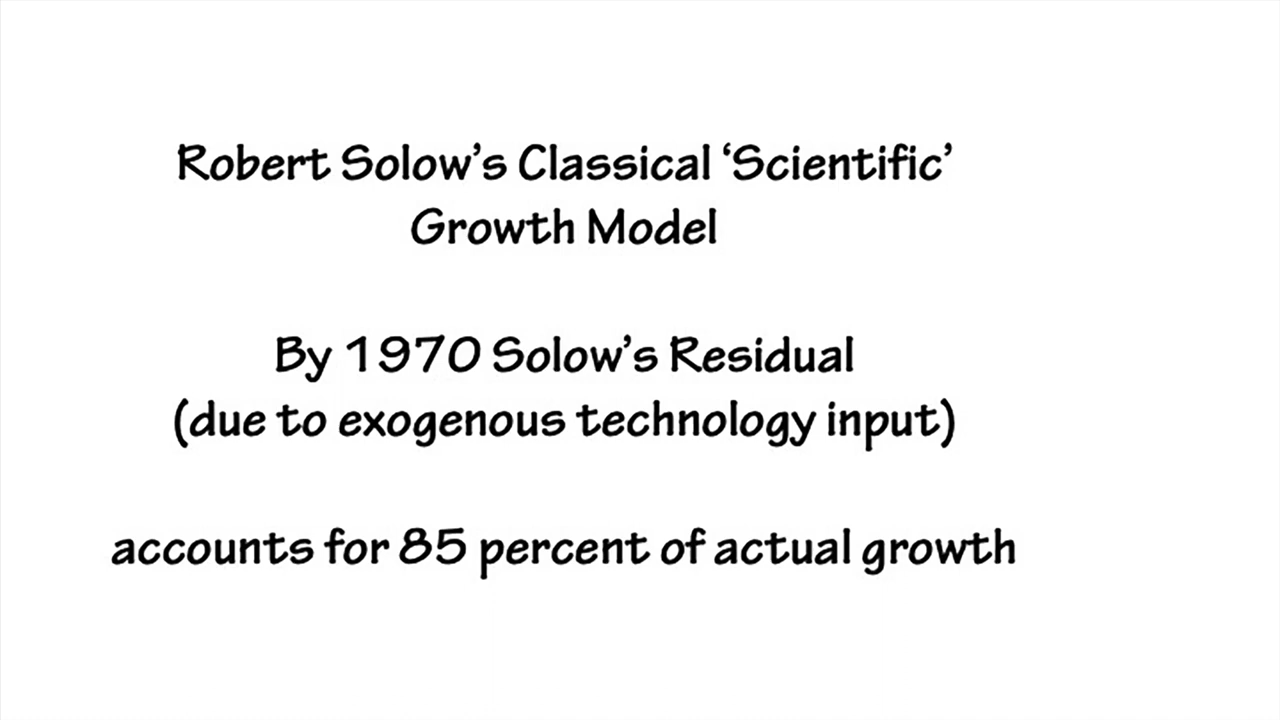 Robert Solow’s Classical ‘Scientific’
Growth Model
By 1970 Solow’s Residual
(due to exogenous technology input)
accounts for 85 percent of actual growth